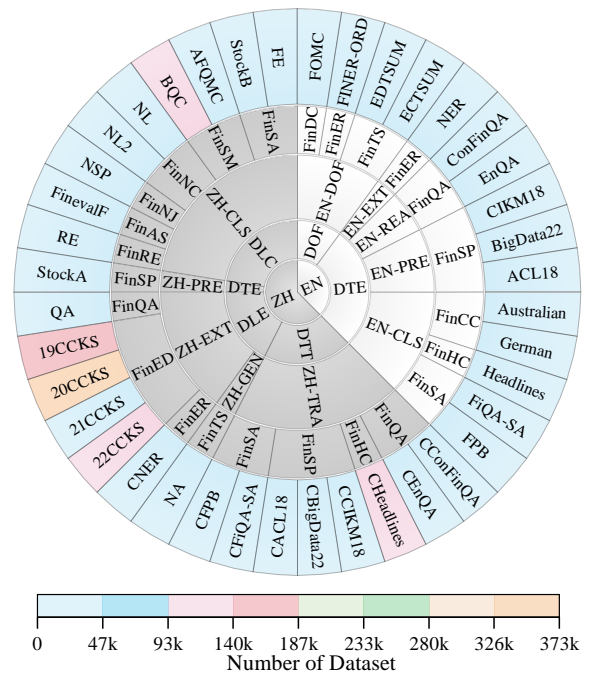 ZH
EN
DOF
DTE
DTT
DLE
DTE
DLC
EN-DOF
EN-EXT
EN-REA
EN-PRE
EN-CLS
ZH-TRA
ZH-GEN
ZH-EXT
ZH-PRE
ZH-CLS
FinDC
FinER
FinTS
FinER
FinQA
FinSP
FinCC
FinHC
FinSA
FinQA
FinHC
FinSP
FinSA
FinTS
FinER
FinED
FinQA
FinSP
FinRE
FinAS
FinNJ
FinNC
FinSM
FinSA
FOMC
FINER-ORD
EDTSUM
ECTSUM
NER
ConFinQA
EnQA
CIKM18
BigData22
ACL18
Australian
German
Headlines
FiQA-SA
FPB
CConFinQA
CEnQA
CHeadlines
CCIKM18
CBigData22
CACL18
CFiQA-SA
CFPB
NA
CNER
22CCKS
21CCKS
20CCKS
19CCKS
QA
StockA
RE
FinevalF
NSP
NL2
NL
BQC
AFQMC
StockB
FE
0 47k 93k 140k 187k 233k 280k 326k 373k
Number of Dataset